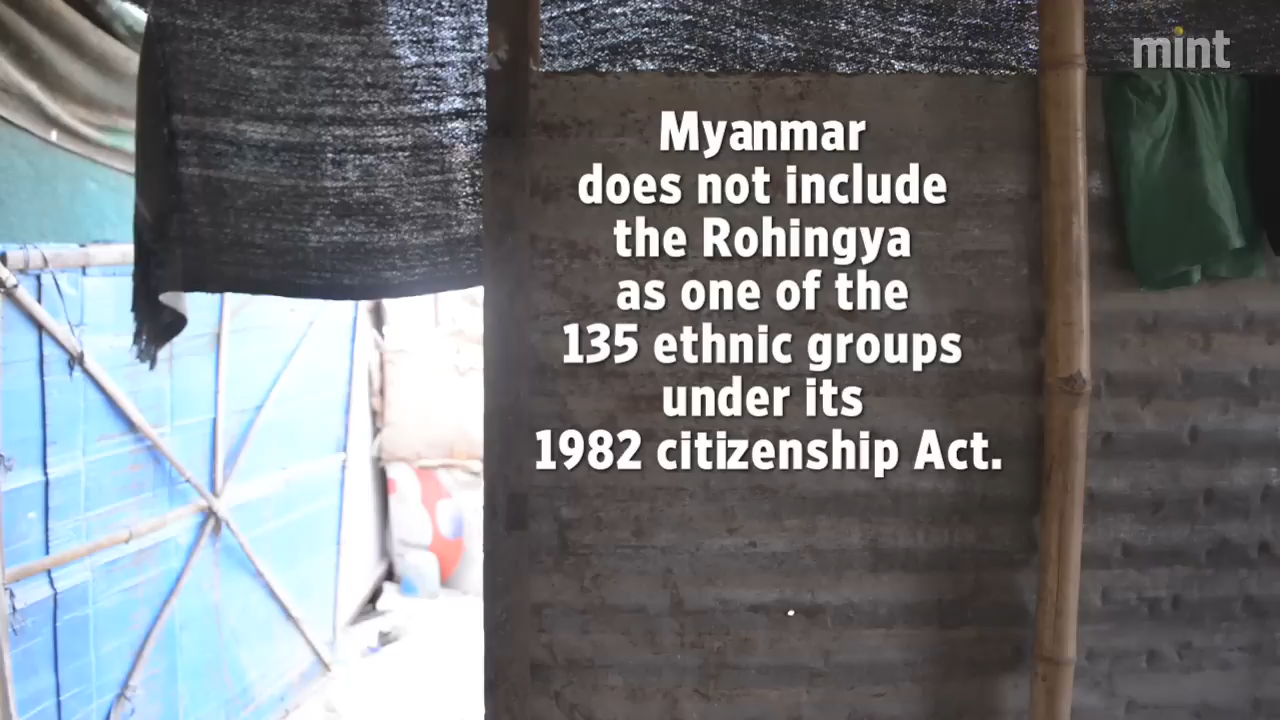 mint
Myanmar
does not include
the Rohingya
as one of the
135 ethnic groups
under its
1982 citizenship Act.